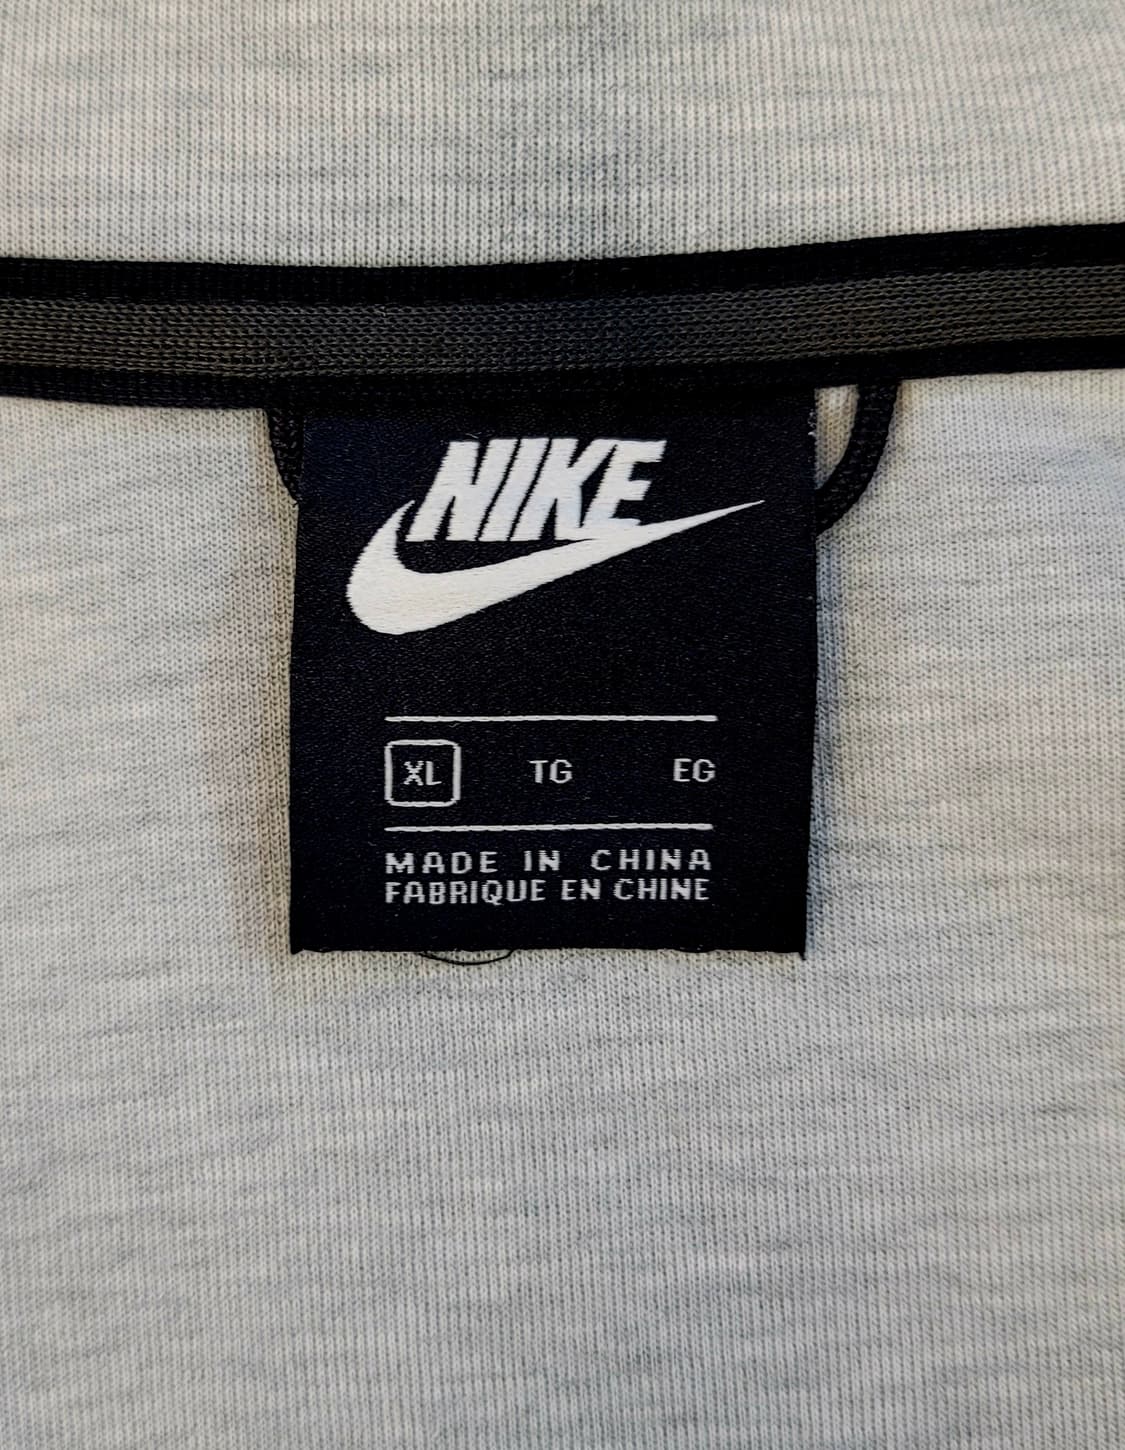 NIKE
XL TG EG
MADE IN CHINA
FABRIQUE EN CHINE